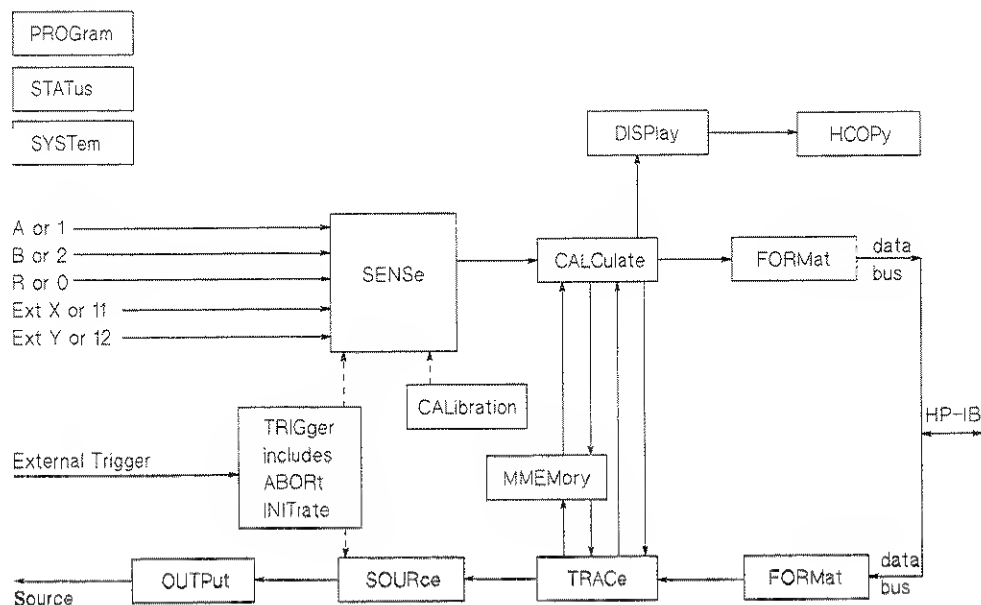 PROGram
STATus
SYSTem
DISPlay
HCOPy
A or 1
B or 2
R or 0
Ext X or 11
Ext Y or 12
SENSe
CALCulate
FORMat
data
bus
CALibration
HP-IB
TRIGger
includes
ABORt
INITrate
External Trigger
MMEMory
Source
OUTPut
SOURce
TRACe
FORMat
data
bus